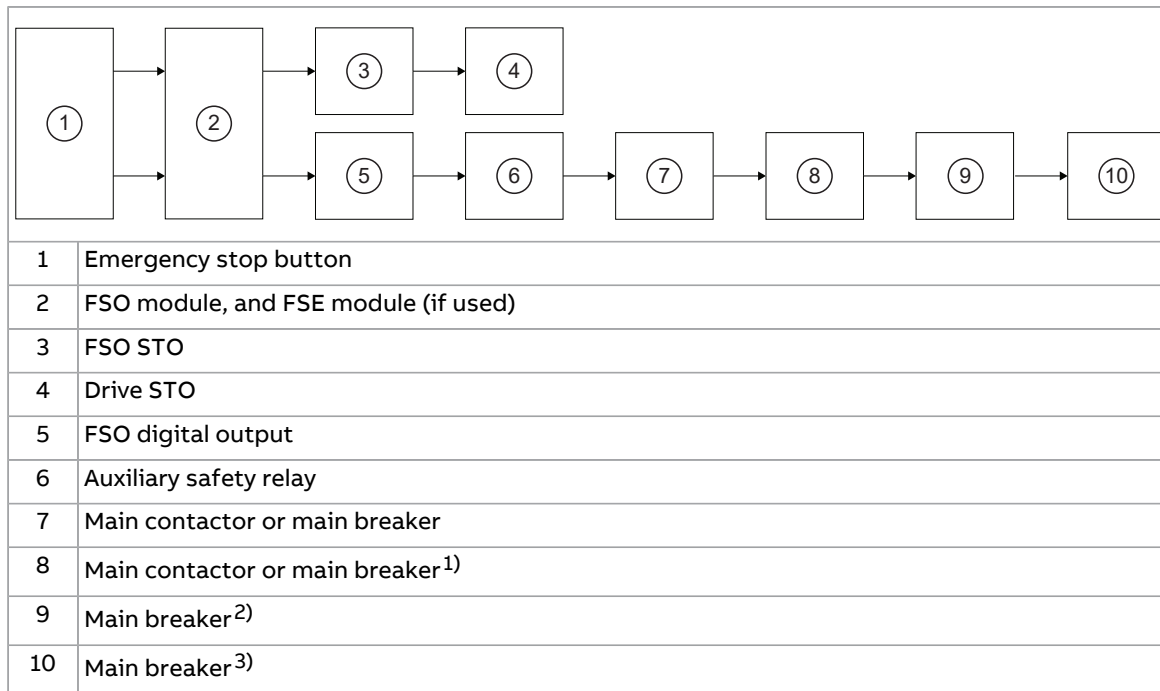 1 2 3 4
5 6 7 8 9 10
1 Emergency stop button
2 FSO module, and FSE module (if used)
3 FSO STO
4 Drive STO
5 FSO digital output
6 Auxiliary safety relay
7 Main contactor or main breaker
8 Main contactor or main breaker1)
9 Main breaker2)
10 Main breaker3)